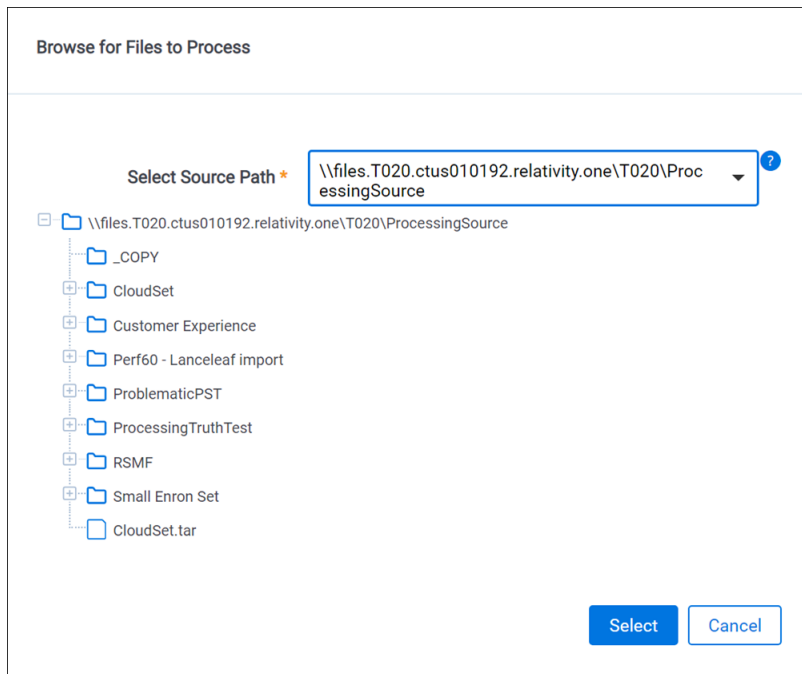 Browse for Files to Process
Select Source Path *
\\files.T020.ctus010192.relativity.one\T020\Proc
essingSource
?
\\files.T020.ctus010192.relativity.one\T020\ProcessingSource
_COPY
CloudSet
Customer Experience
Perf60 - Lanceleaf import
ProblematicPST
ProcessingTruthTest
RSMF
Small Enron Set
CloudSet.tar
Select
Cancel